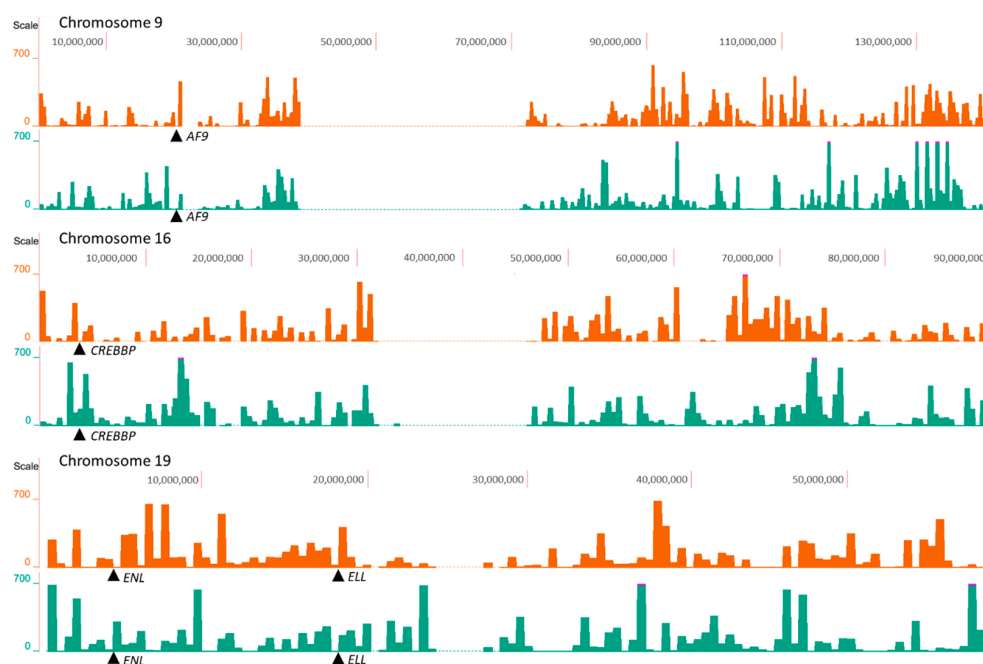 Scale Chromosome 9
10,000,000 30,000,000 50,000,000 70,000,000 90,000,000 110,000,000 130,000,000
700
0
AF9
700
0
AF9
Scale Chromosome 16
10,000,000 20,000,000 30,000,000 40,000,000 50,000,000 60,000,000 70,000,000 80,000,000 90,000,000
700
0
CREBBP
700
0
CREBBP
Scale Chromosome 19
10,000,000 20,000,000 30,000,000 40,000,000 50,000,000
700
0
ENL ELL
700
0
ENL ELL